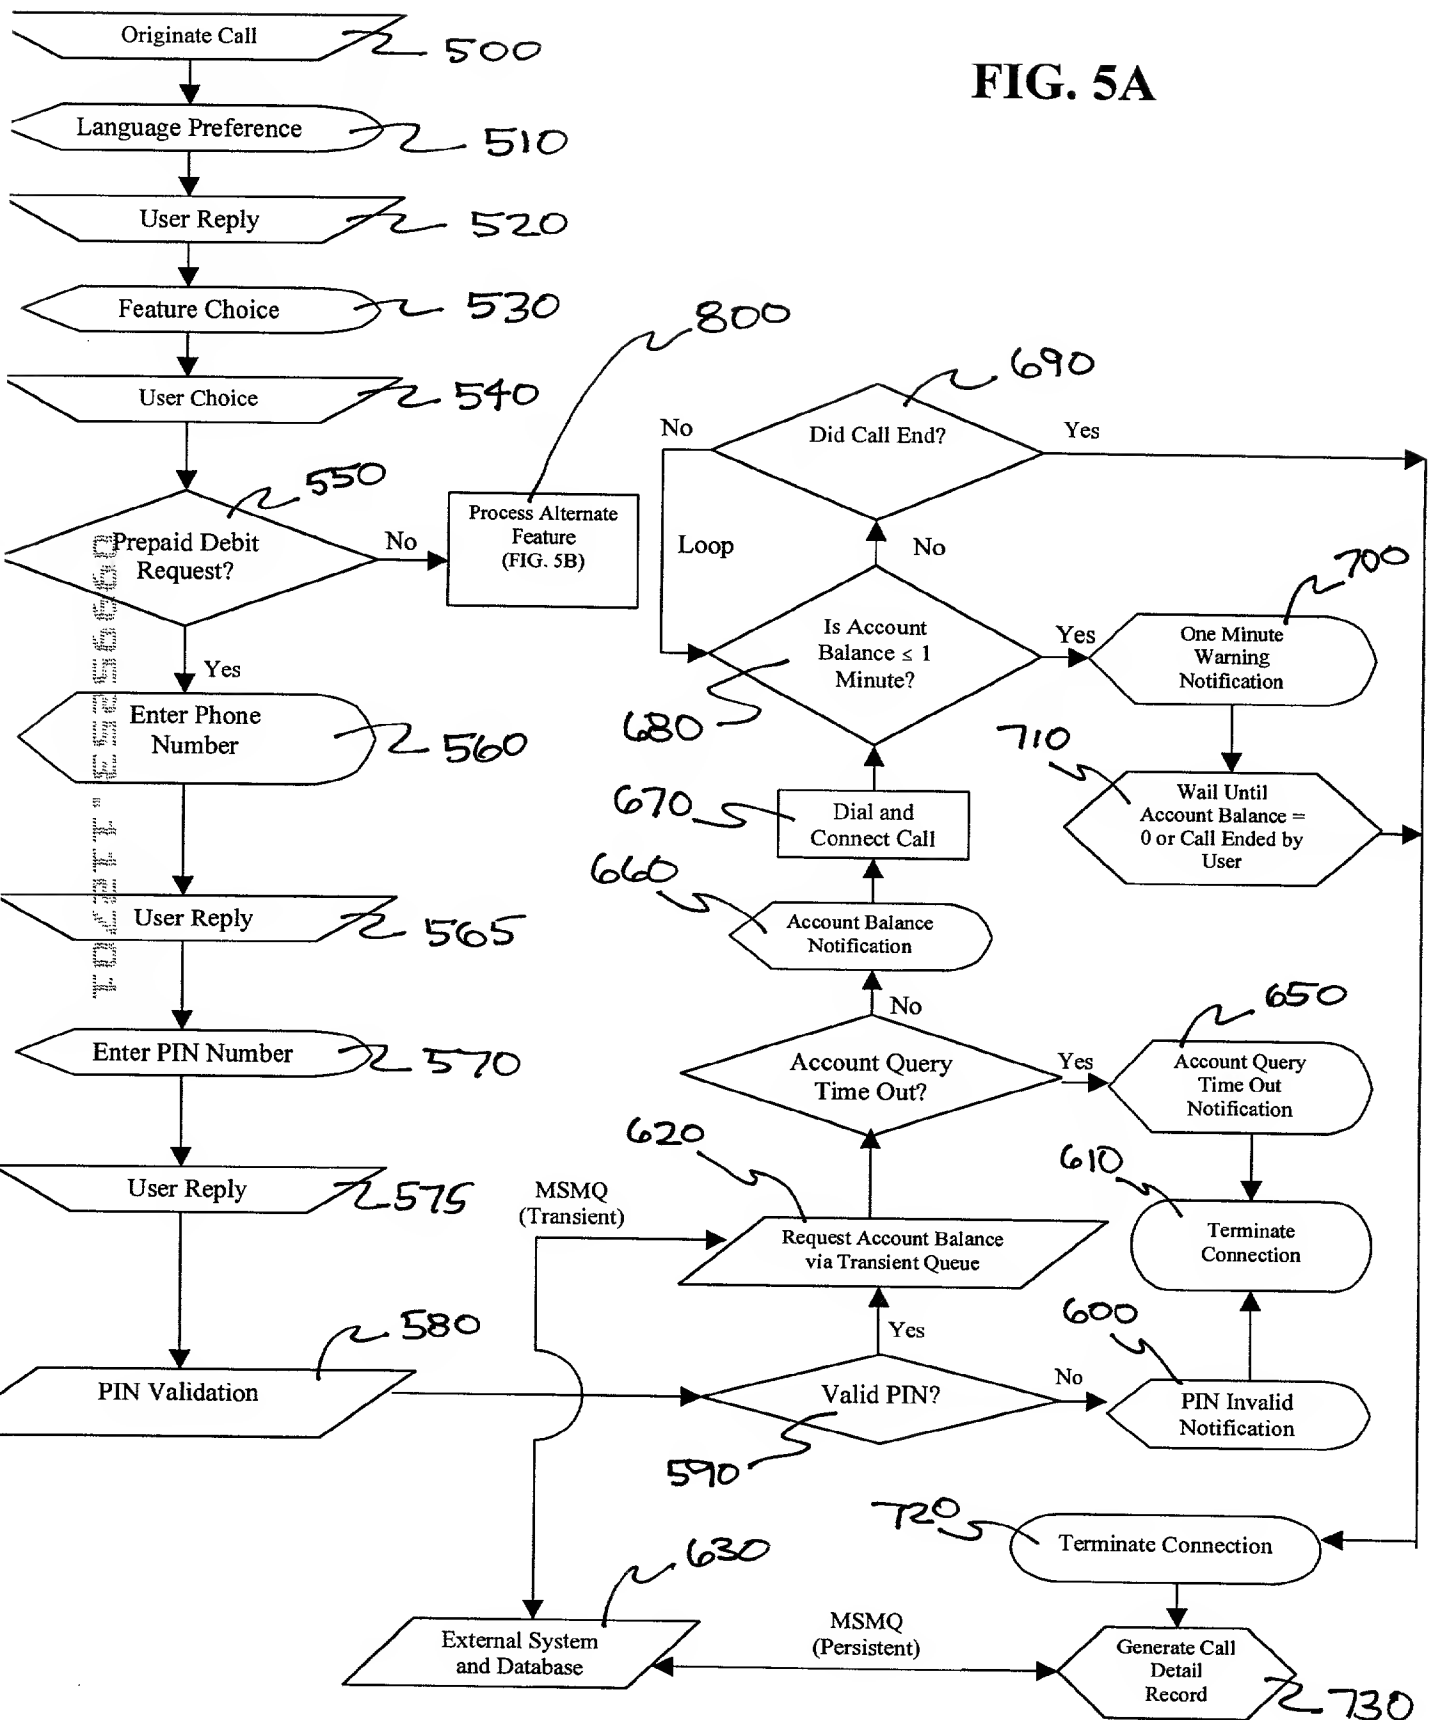 FIG. 5A
Originate Call
500
Language Preference
510
User Reply
520
Feature Choice
530
User Choice
540
550
Prepaid Debit
Request?
No
Yes
800
Process Alternate
Feature
(FIG. 5B)
Enter Phone
Number
560
User Reply
565
Enter PIN Number
570
User Reply
575
PIN Validation
580
690
Did Call End?
No
Yes
Loop
No
Is Account
Balance ≤ 1
Minute?
680
Yes
700
One Minute
Warning
Notification
710
Wail Until
Account Balance =
0 or Call Ended by
User
670
Dial and
Connect Call
660
Account Balance
Notification
No
Account Query
Time Out?
Yes
650
Account Query
Time Out
Notification
610
Terminate
Connection
620
MSMQ
(Transient)
Request Account Balance
via Transient Queue
Yes
Valid PIN?
590
No
600
PIN Invalid
Notification
720
Terminate Connection
630
External System
and Database
MSMQ
(Persistent)
Generate Call
Detail
Record
730